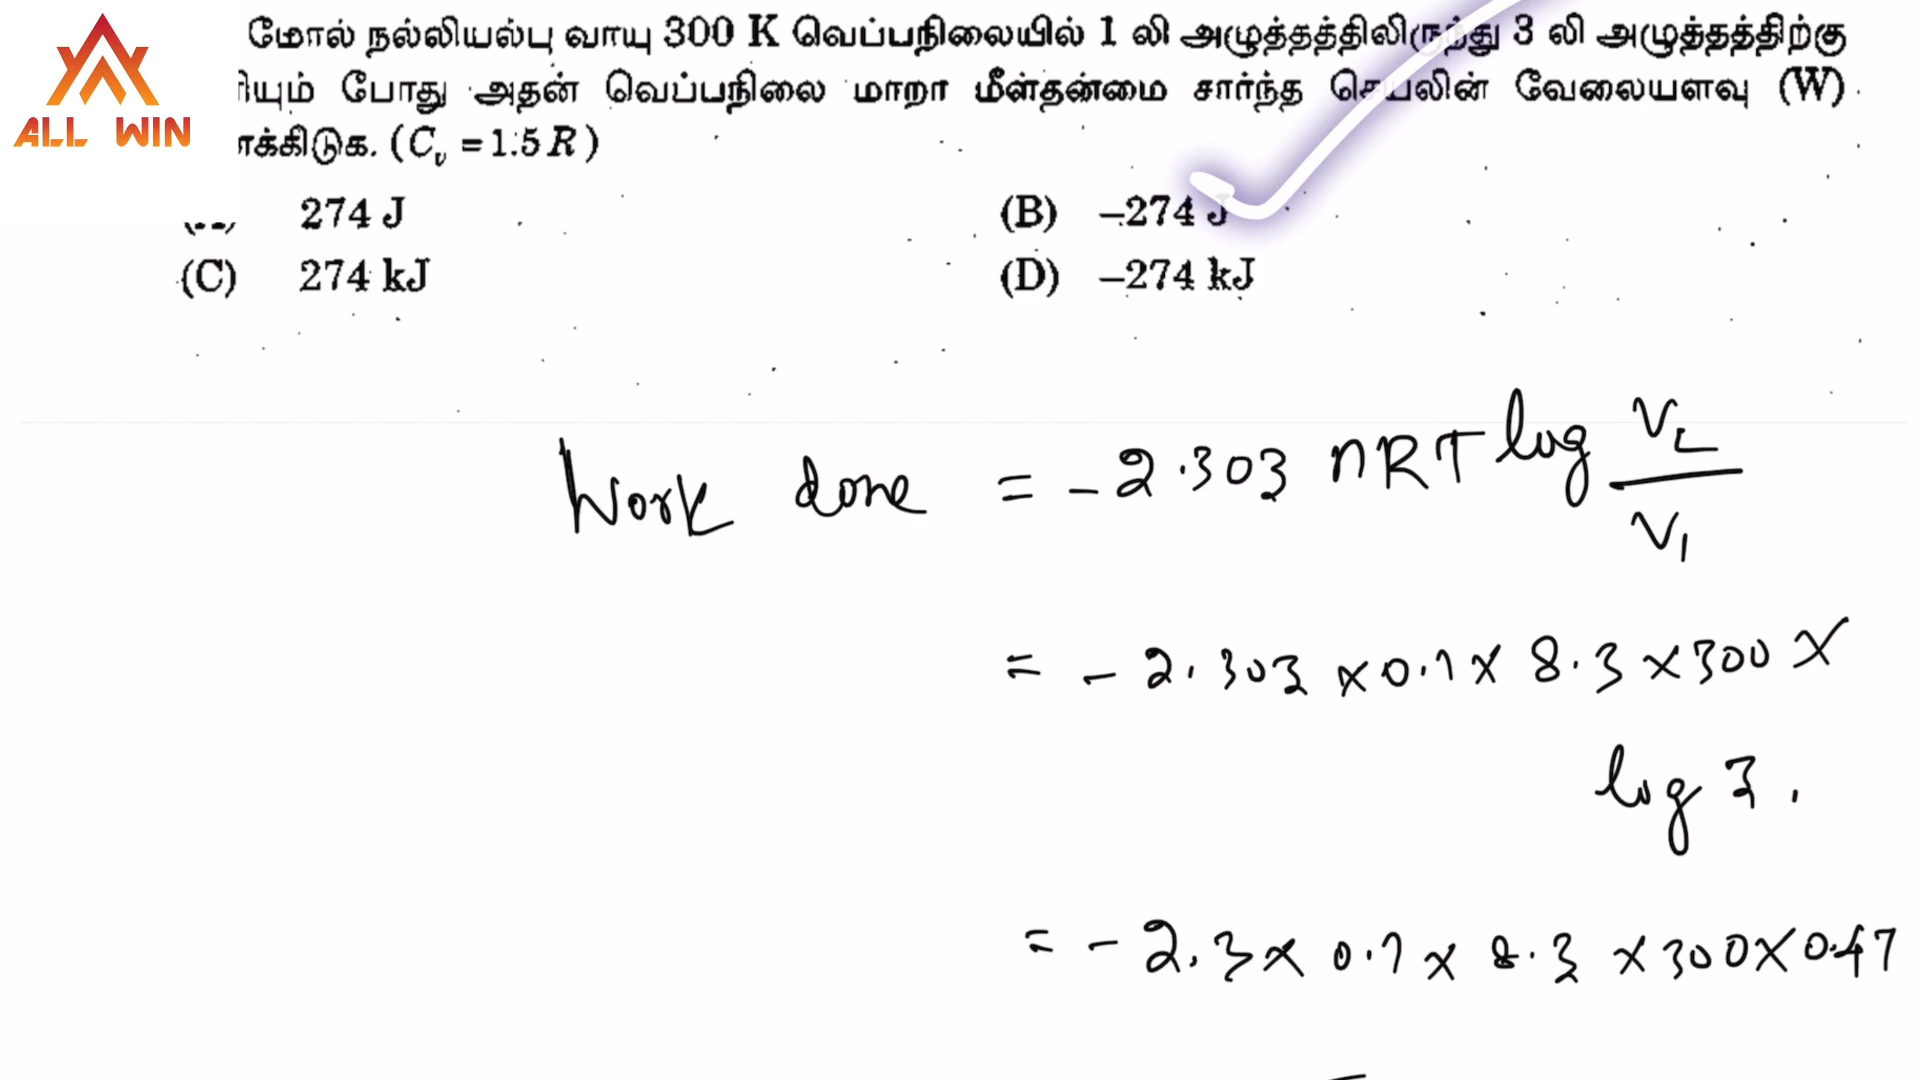 மோல் நல்லியல்பு வாயு 300 K வெப்பநிலையில் 1 லி அழுத்தத்திலிருந்து 3 லி அழுத்தத்திற்கு
போது அதன் வெப்பநிலை மாறா மீள்தன்மை சார்ந்த செயலின் வேலையளவு (W)
ALL WIN
(C_v = 1.5 R)
274 J (B) –274 J
(C) 274 kJ (D) –274 kJ
Work done = - 2.303 nRT log V2/V1
= - 2.303 × 0.1 × 8.3 × 300 ×
log 3.
= - 2.3 × 0.1 × 8.3 × 300 × 0.47